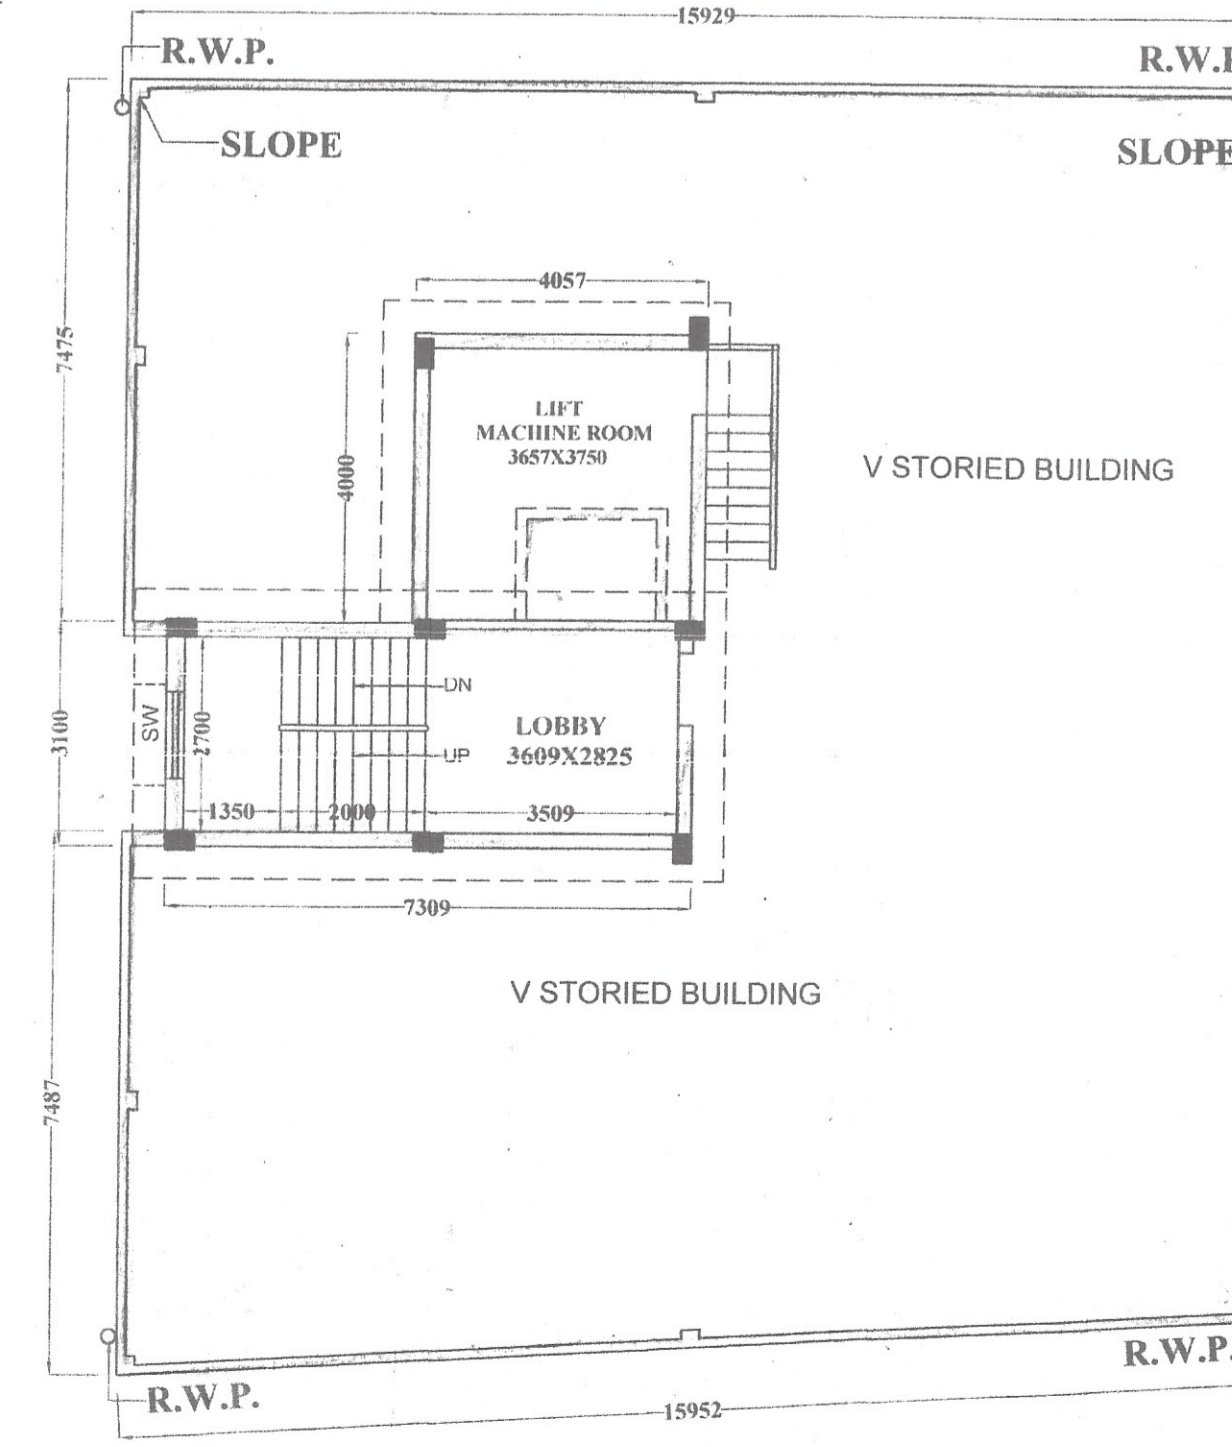 15929
R.W.P.
R.W.P
SLOPE
SLOPE
4057
7475
LIFT
MACHINE ROOM
3657X3750
4000
V STORIED BUILDING
DN
SW
2700
3100
LOBBY
3609X2825
UP
1350
2000
3509
7309
V STORIED BUILDING
7487
R.W.P.
R.W.P.
15952